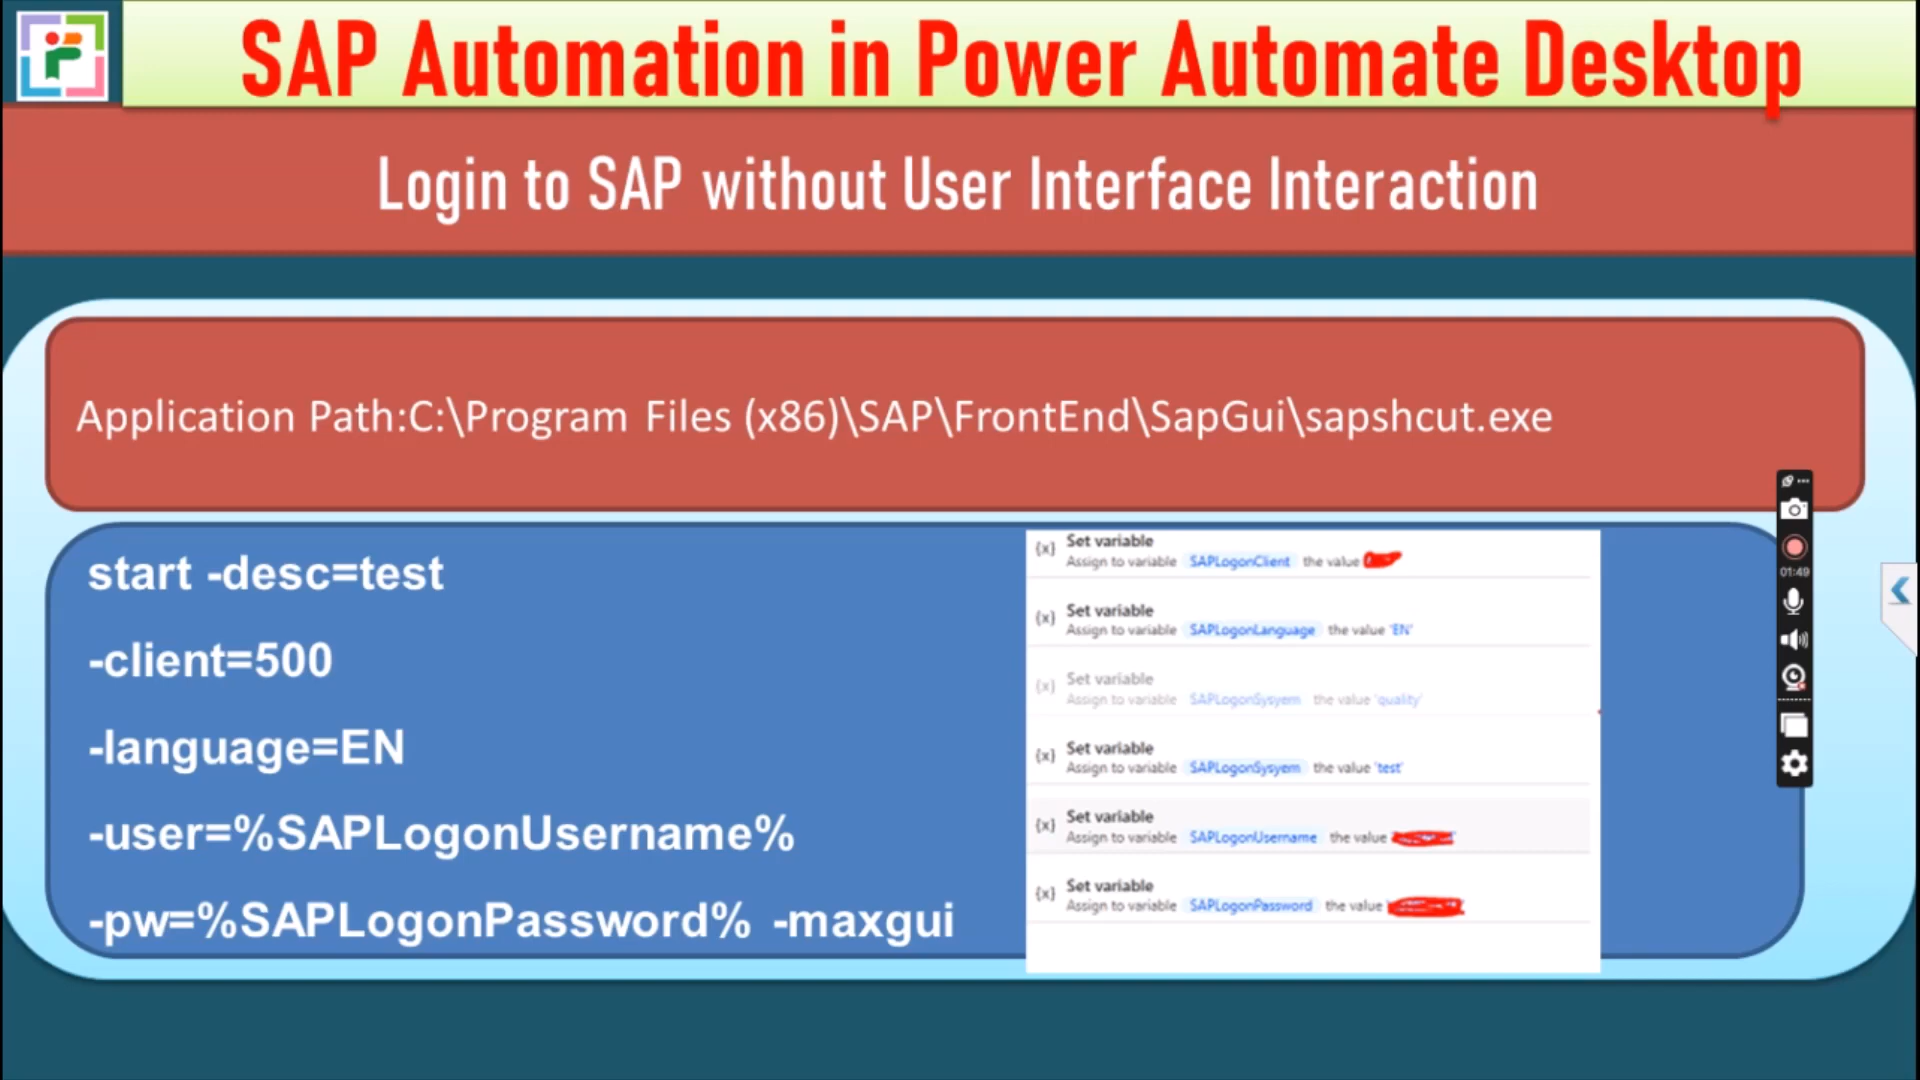 SAP Automation in Power Automate Desktop
Login to SAP without User Interface Interaction
Application Path:C:\Program Files (x86)\SAP\FrontEnd\SapGui\sapshcut.exe
start -desc=test
-client=500
-language=EN
-user=%SAPLogonUsername%
-pw=%SAPLogonPassword% -maxgui
{x} Set variable
Assign to variable SAPLogonClient the value
{x} Set variable
Assign to variable SAPLogonLanguage the value 'EN'
{x} Set variable
Assign to variable SAPLogonSysyem the value 'quality'
{x} Set variable
Assign to variable SAPLogonSysyem the value 'test'
{x} Set variable
Assign to variable SAPLogonUsername the value
{x} Set variable
Assign to variable SAPLogonPassword the value
01:49